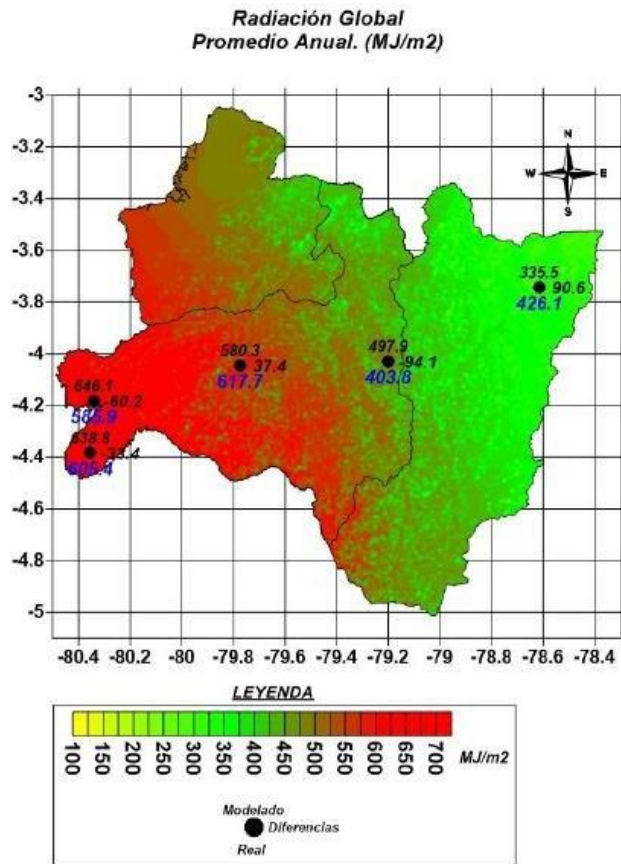 Radiación Global
Promedio Anual. (MJ/m2)
-3
-3.2
-3.4
-3.6
-3.8
-4
-4.2
-4.4
-4.6
-4.8
-5
N
W E
S
335.5
90.6
426.1
497.9
-94.1
403.8
580.3
37.4
617.7
646.1
-60.2
585.9
638.8
-33.4
605.4
-80.4 -80.2 -80 -79.8 -79.6 -79.4 -79.2 -79 -78.8 -78.6 -78.4
LEYENDA
100 150 200 250 300 350 400 450 500 550 600 650 700
MJ/m2
Modelado
Diferencias
Real